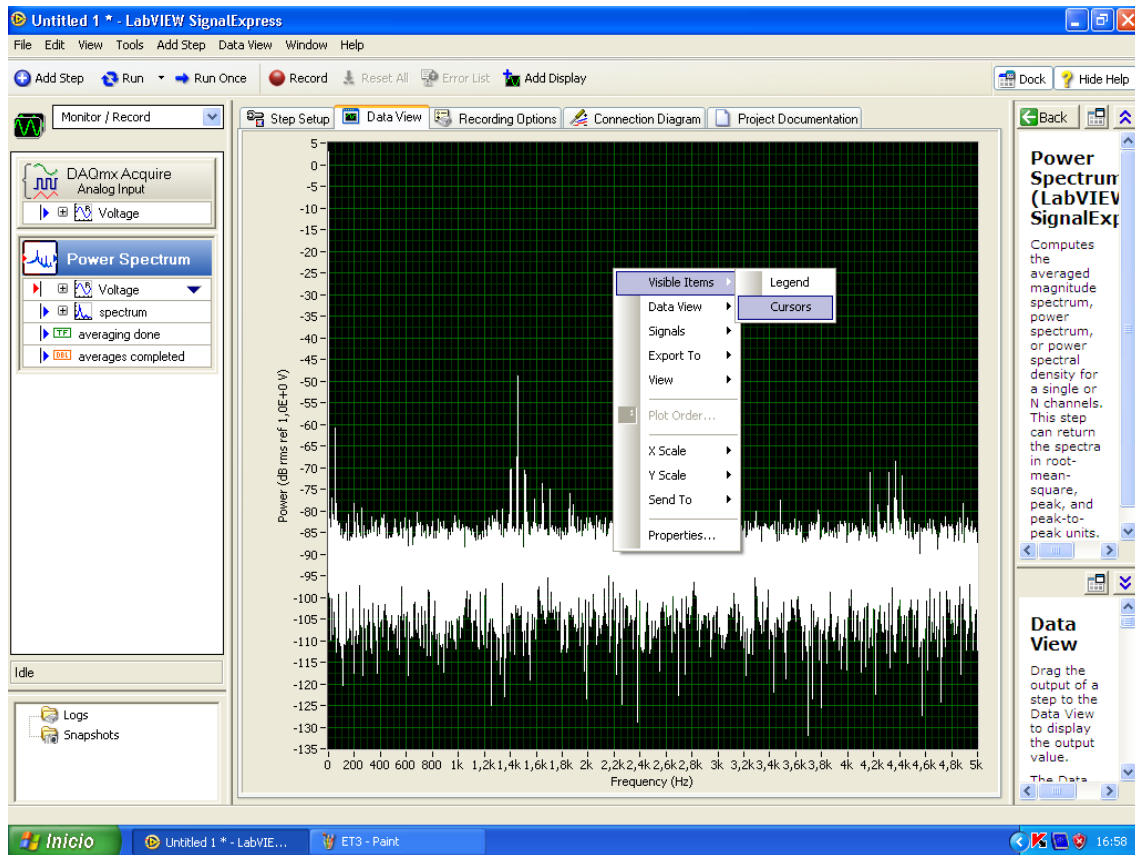 Untitled 1 * - LabVIEW SignalExpress
File Edit View Tools Add Step Data View Window Help
Add Step Run Run Once Record Reset All Error List Add Display Dock Hide Help
Monitor / Record
DAQmx Acquire
Analog Input
Voltage
Power Spectrum
Voltage
spectrum
TF averaging done
DBL averages completed
Idle
Logs
Snapshots
Step Setup Data View Recording Options Connection Diagram Project Documentation
5
0
-5
-10
-15
-20
-25
-30
-35
-40
-45
-50
-55
-60
-65
-70
-75
-80
-85
-90
-95
-100
-105
-110
-115
-120
-125
-130
-135
Power (dB rms ref 1,0E+0 V)
0 200 400 600 800 1k 1,2k 1,4k 1,6k 1,8k 2k 2,2k 2,4k 2,6k 2,8k 3k 3,2k 3,4k 3,6k 3,8k 4k 4,2k 4,4k 4,6k 4,8k 5k
Frequency (Hz)
Visible Items
Data View
Signals
Export To
View
Plot Order...
X Scale
Y Scale
Send To
Properties...
Legend
Cursors
Back
Power
Spectrum
(LabVIEW
SignalExp
Computes
the
averaged
magnitude
spectrum,
power
spectrum,
or power
spectral
density for
a single or
N channels.
This step
can return
the spectra
in root-
mean-
square,
peak, and
peak-to-
peak units.
Data
View
Drag the
output of a
step to the
Data View
to display
the output
value.
The Data
Inicio Untitled 1 * - LabVIE... ET3 - Paint 16:58